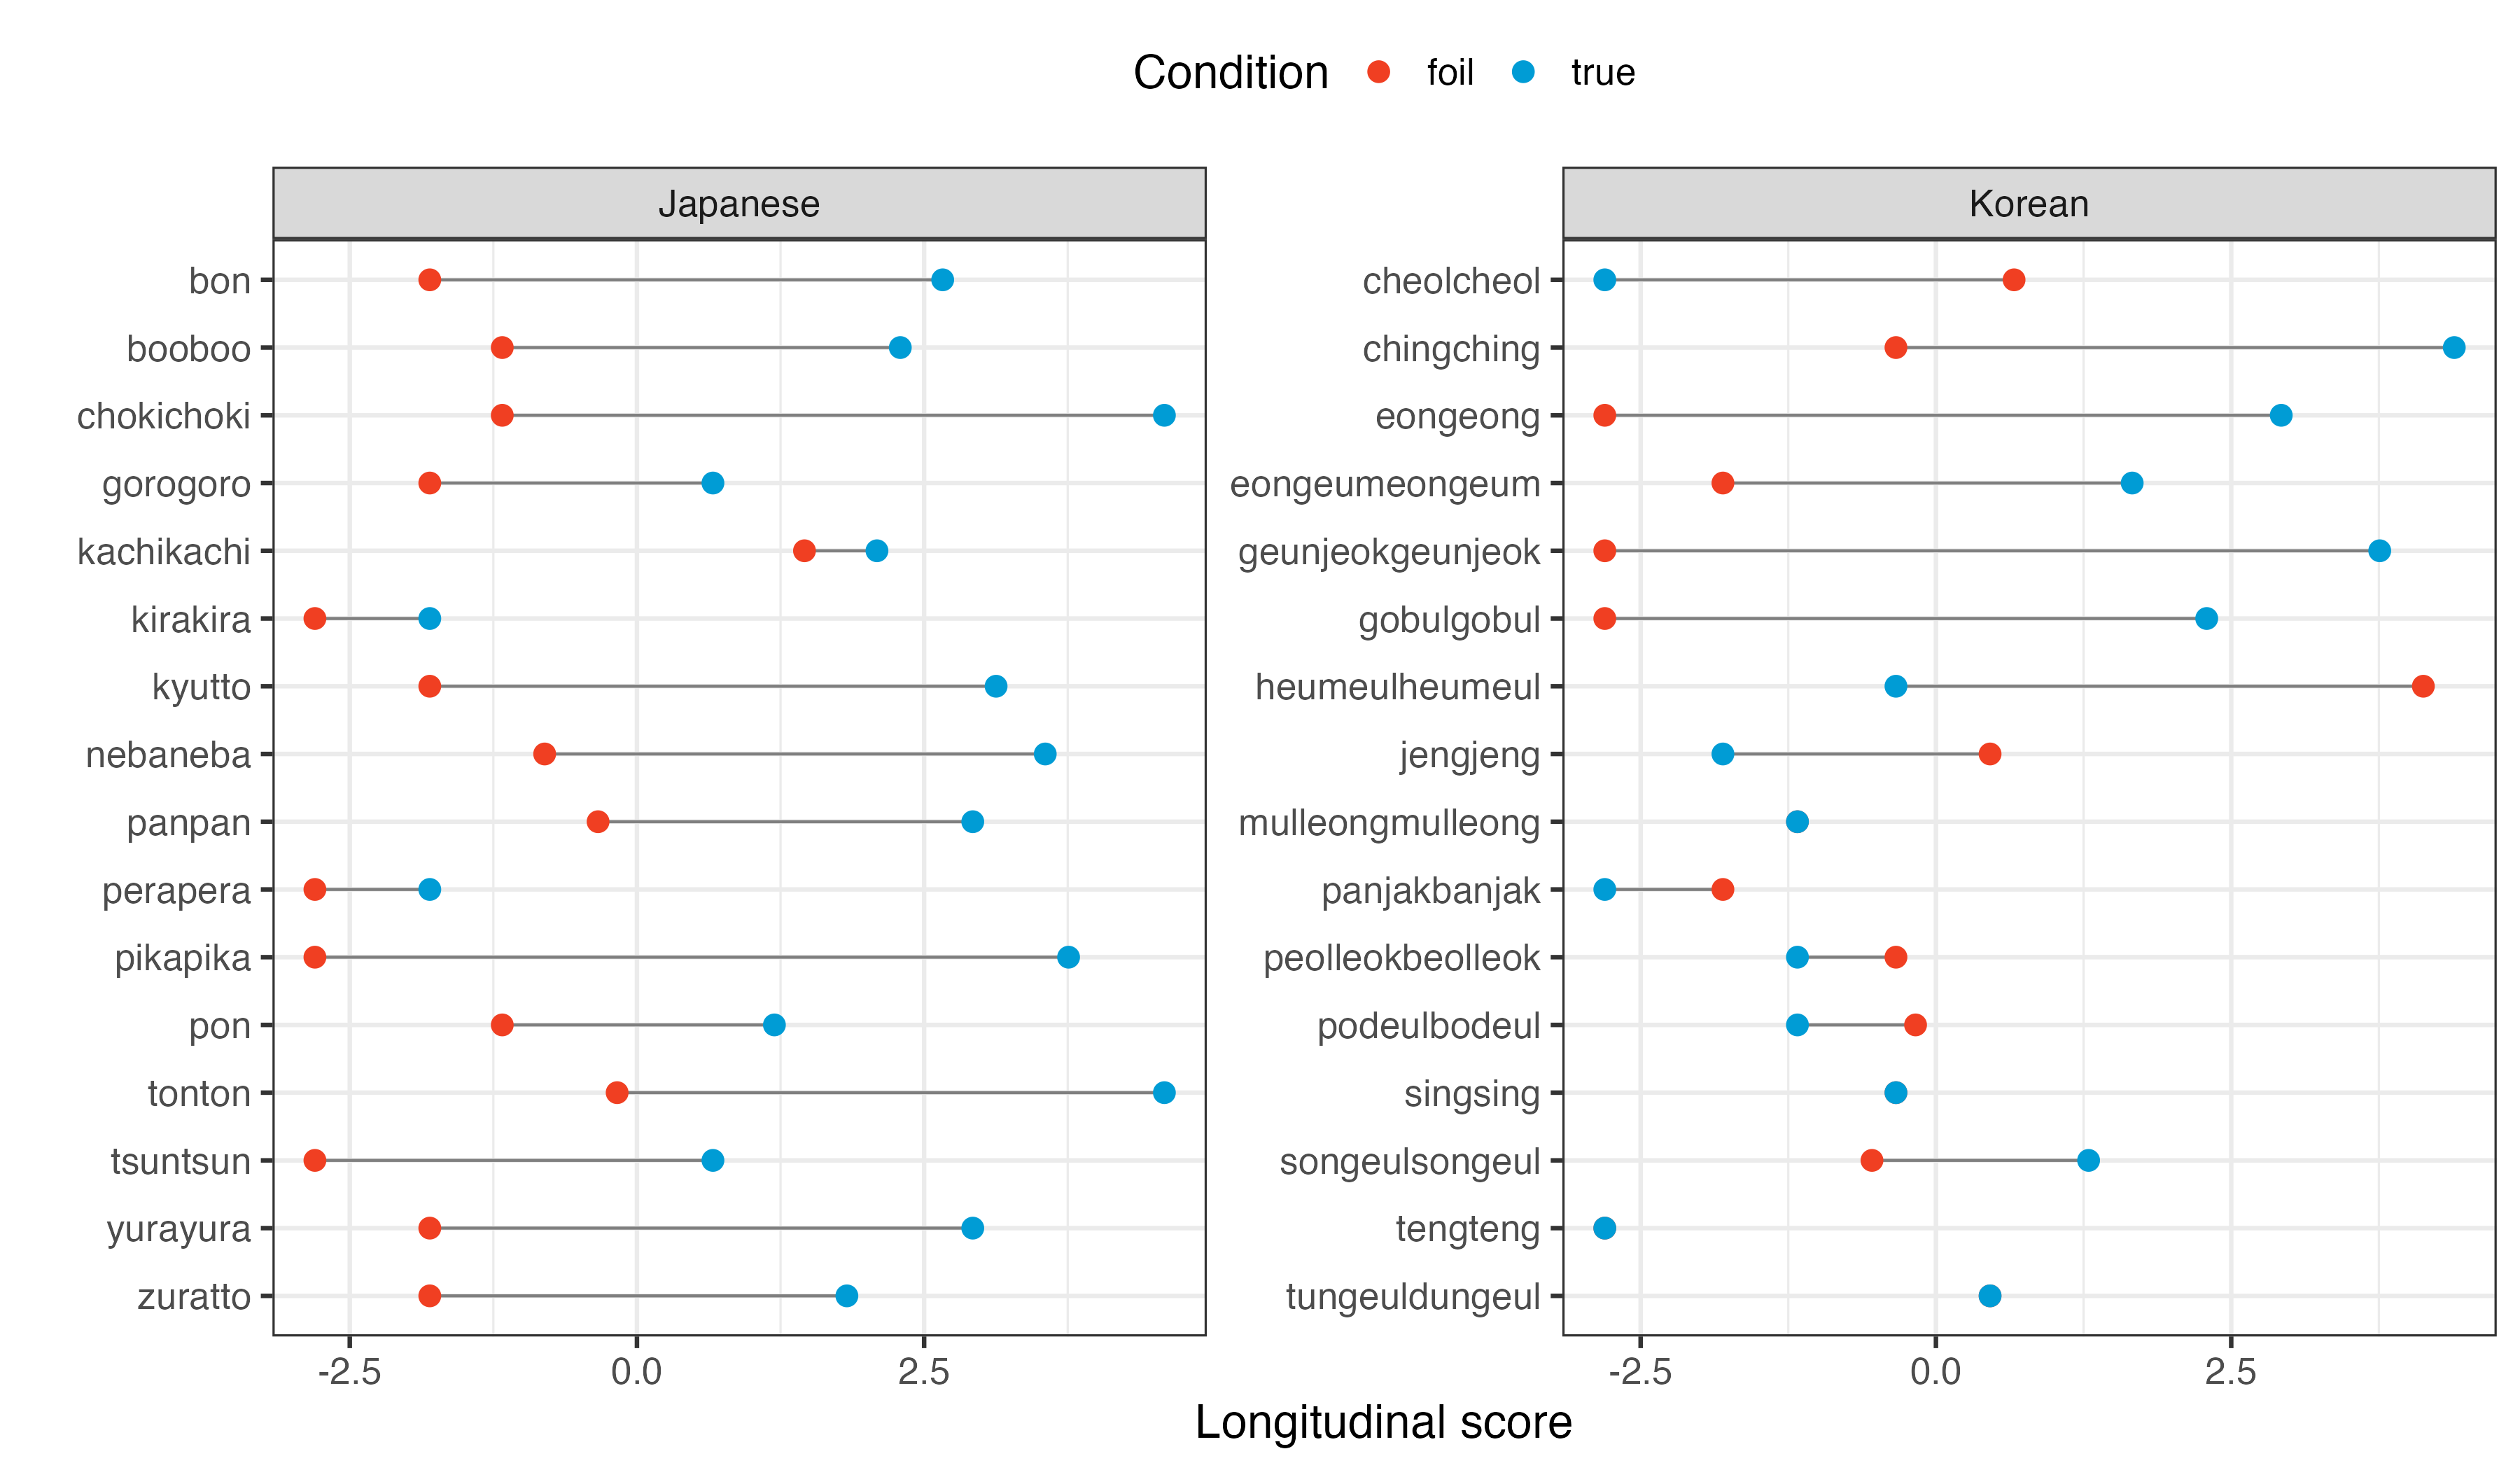 Condition foil true
Japanese
bon
booboo
chokichoki
gorogoro
kachikachi
kirakira
kyutto
nebaneba
panpan
perapera
pikapika
pon
tonton
tsuntsun
yurayura
zuratto
-2.5 0.0 2.5
Korean
cheolcheol
chingching
eongeong
eongeumeongeum
geunjeokgeunjeok
gobulgobul
heumeulheumeul
jengjeng
mulleongmulleong
panjakbanjak
peolleokbeolleok
podeulbodeul
singsing
songeulsongeul
tengteng
tungeuldungeul
-2.5 0.0 2.5
Longitudinal score